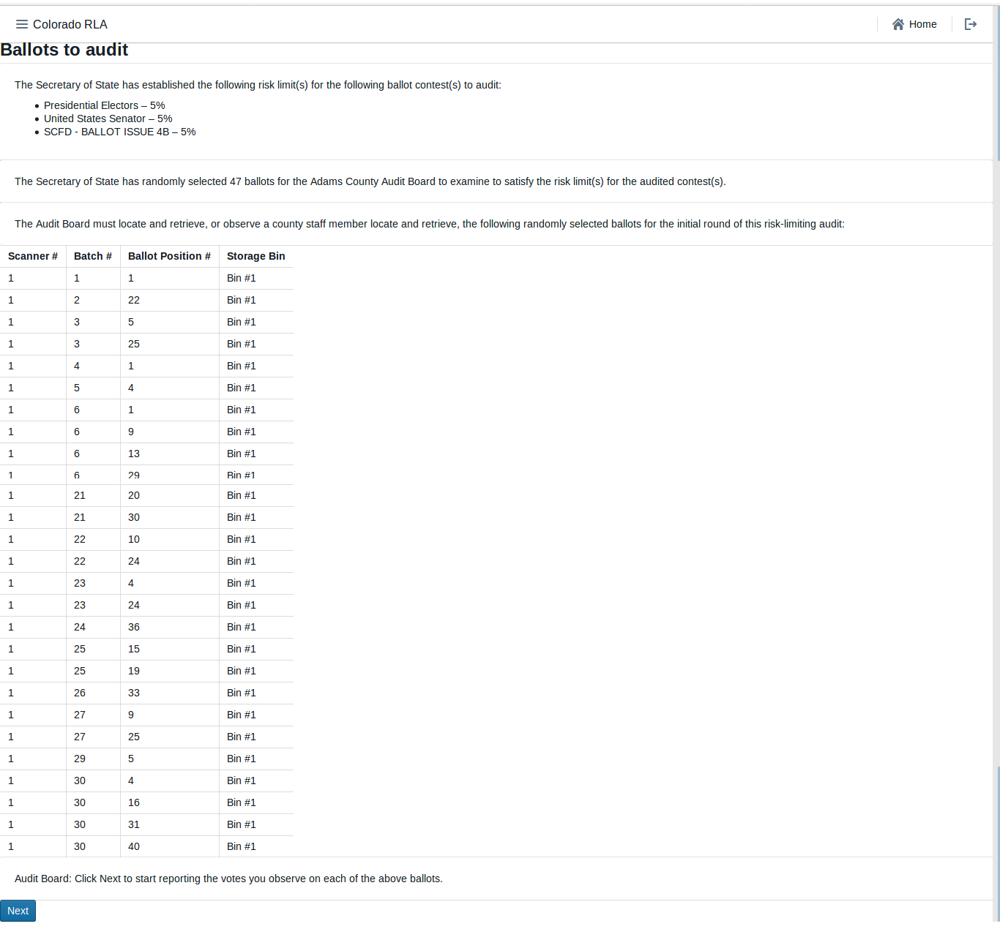 Colorado RLA Home
Ballots to audit
The Secretary of State has established the following risk limit(s) for the following ballot contest(s) to audit:
• Presidential Electors – 5%
• United States Senator – 5%
• SCFD - BALLOT ISSUE 4B – 5%
The Secretary of State has randomly selected 47 ballots for the Adams County Audit Board to examine to satisfy the risk limit(s) for the audited contest(s).
The Audit Board must locate and retrieve, or observe a county staff member locate and retrieve, the following randomly selected ballots for the initial round of this risk-limiting audit:
Scanner # Batch # Ballot Position # Storage Bin
1 1 1 Bin #1
1 2 22 Bin #1
1 3 5 Bin #1
1 3 25 Bin #1
1 4 1 Bin #1
1 5 4 Bin #1
1 6 1 Bin #1
1 6 9 Bin #1
1 6 13 Bin #1
1 6 29 Bin #1
1 21 20 Bin #1
1 21 30 Bin #1
1 22 10 Bin #1
1 22 24 Bin #1
1 23 4 Bin #1
1 23 24 Bin #1
1 24 36 Bin #1
1 25 15 Bin #1
1 25 19 Bin #1
1 26 33 Bin #1
1 27 9 Bin #1
1 27 25 Bin #1
1 29 5 Bin #1
1 30 4 Bin #1
1 30 16 Bin #1
1 30 31 Bin #1
1 30 40 Bin #1
Audit Board: Click Next to start reporting the votes you observe on each of the above ballots.
Next